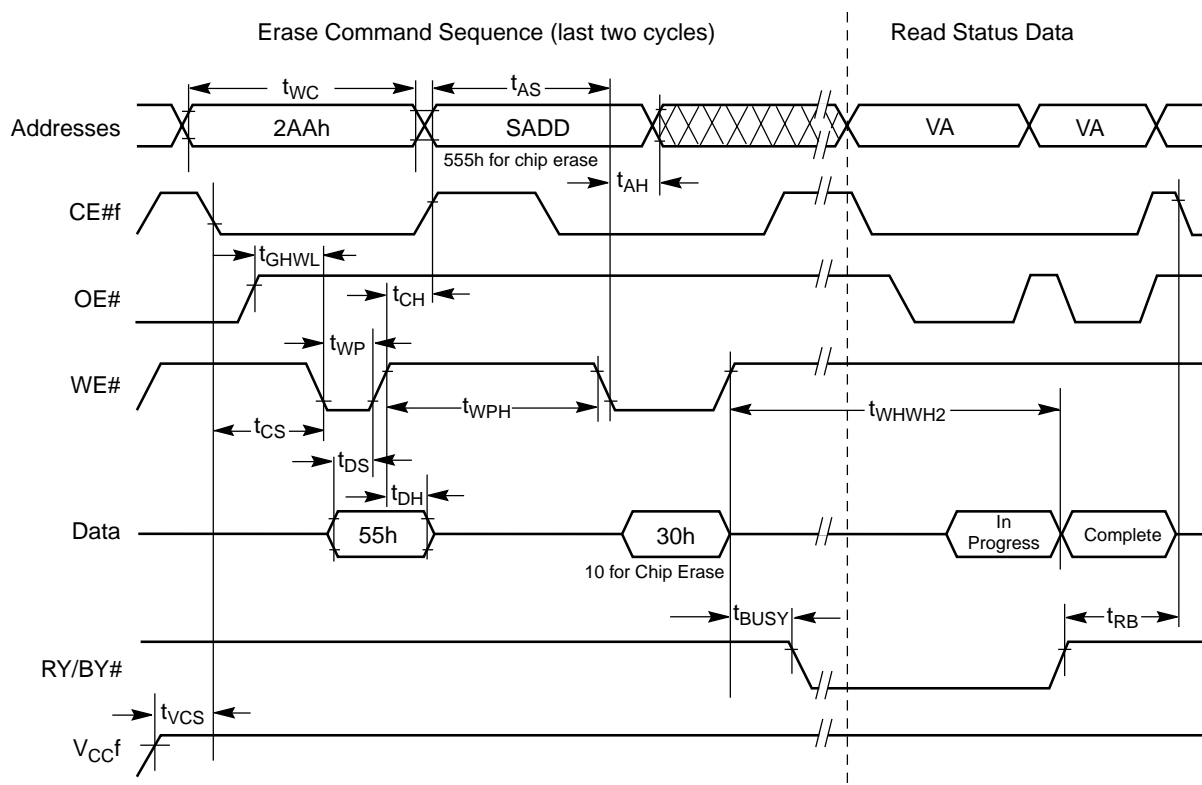 Erase Command Sequence (last two cycles)
Read Status Data
tWC
tAS
Addresses
2AAh
SADD
VA
VA
555h for chip erase
tAH
CE#f
tGHWL
OE#
tCH
tWP
WE#
tWPH
tWHWH2
tCS
tDS
tDH
Data
55h
30h
In
Progress
Complete
10 for Chip Erase
tBUSY
tRB
RY/BY#
tVCS
VCCf